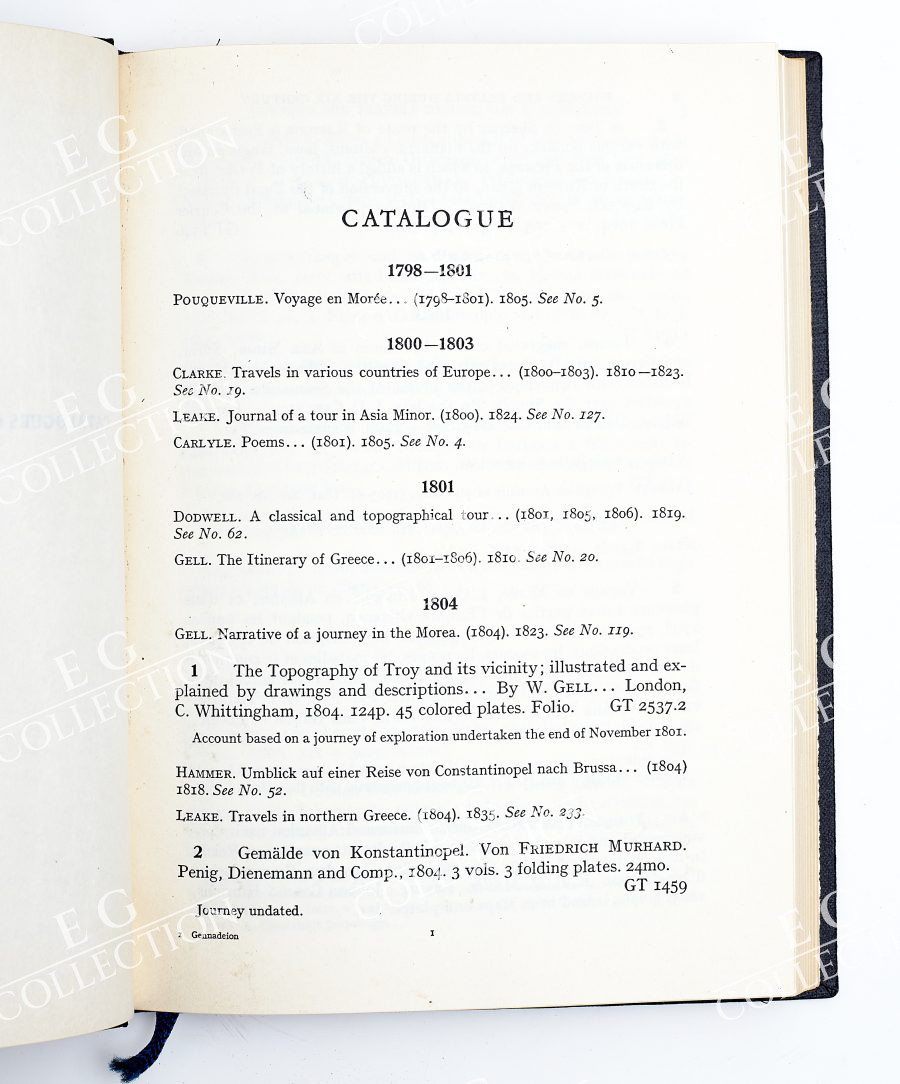 CATALOGUE
1798—1801
POUQUEVILLE. Voyage en Morée... (1798–1801). 1805. See No. 5.
1800—1803
CLARKE. Travels in various countries of Europe... (1800–1803). 1810—1823.
See No. 19.
LEAKE. Journal of a tour in Asia Minor. (1800). 1824. See No. 127.
CARLYLE. Poems... (1801). 1805. See No. 4.
1801
DODWELL. A classical and topographical tour... (1801, 1805, 1806). 1819.
See No. 62.
GELL. The Itinerary of Greece... (1801–1806). 1810. See No. 20.
1804
GELL. Narrative of a journey in the Morea. (1804). 1823. See No. 119.
1 The Topography of Troy and its vicinity; illustrated and ex-
plained by drawings and descriptions... By W. GELL... London,
C. Whittingham, 1804. 124p. 45 colored plates. Folio. GT 2537.2
Account based on a journey of exploration undertaken the end of November 1801.
HAMMER. Umblick auf einer Reise von Constantinopel nach Brussa... (1804)
1818. See No. 52.
LEAKE. Travels in northern Greece. (1804). 1835. See No. 233.
2 Gemälde von Konstantinopel. Von FRIEDRICH MURHARD.
Penig, Dienemann and Comp., 1804. 3 vols. 3 folding plates. 24mo.
GT 1459
Journey undated.
Gennadeion 1
EG
COLLECTION